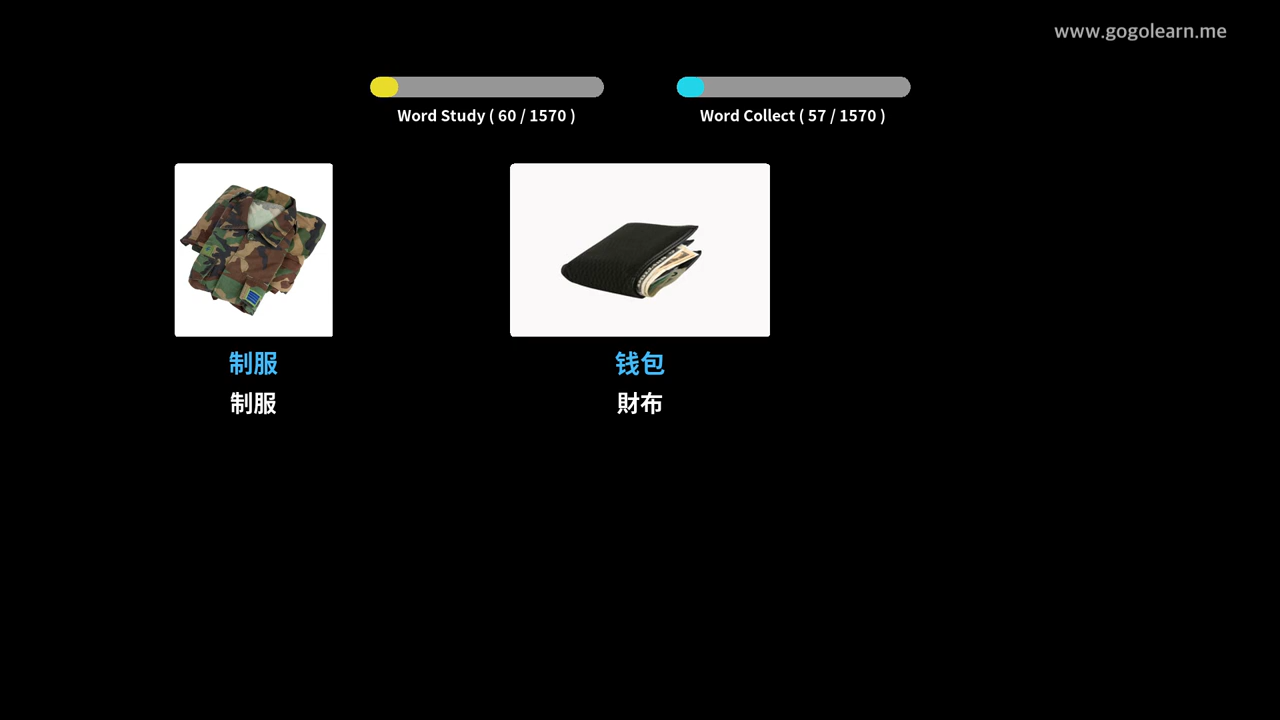 www.gogolearn.me
Word Study ( 60 / 1570 )
Word Collect ( 57 / 1570 )
制服
制服
钱包
財布